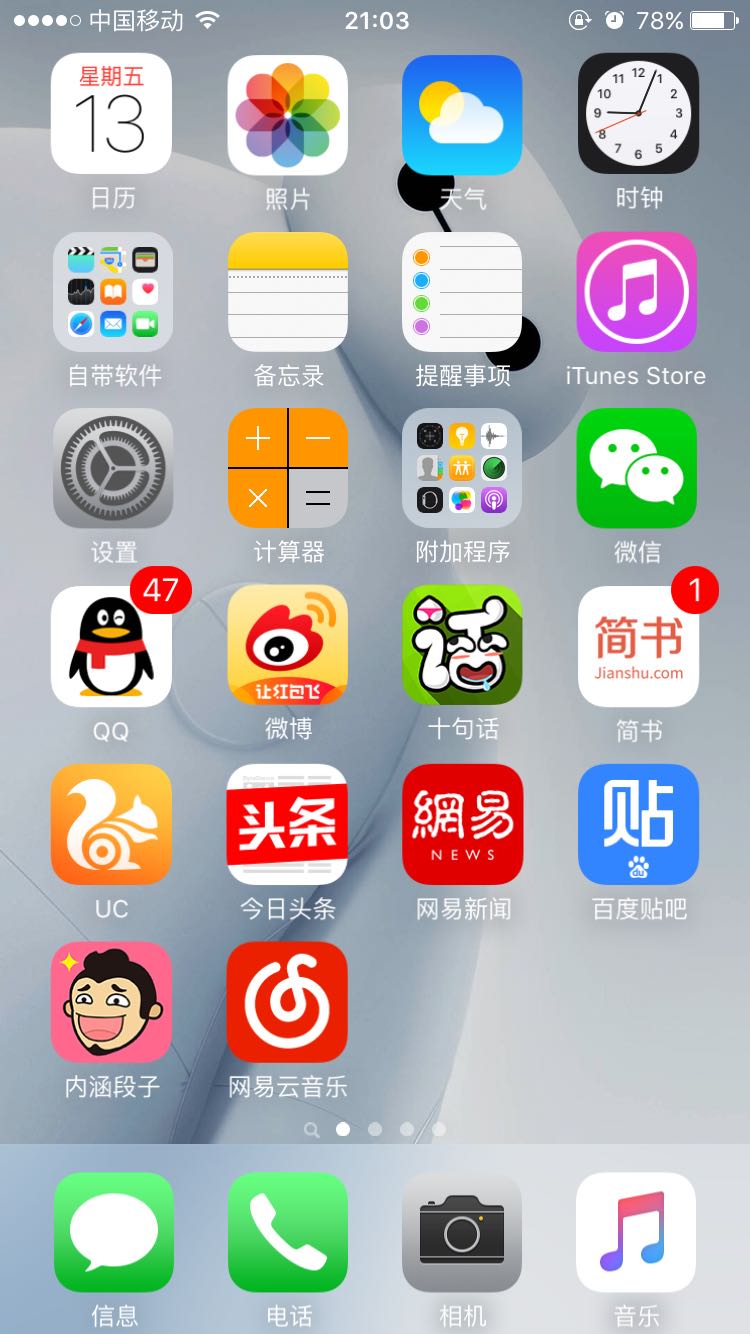 中国移动 21:03 78%
星期五
13
12 1 2 3 4 5 6 7 8 9 10 11
日历 照片 天气 时钟
自带软件 备忘录 提醒事项 iTunes Store
设置 计算器 附加程序 微信
47
1
让红包飞
话
简书
Jianshu.com
QQ 微博 十句话 简书
头条
網易
NEWS
贴
du
UC 今日头条 网易新闻 百度贴吧
内涵段子 网易云音乐
信息 电话 相机 音乐